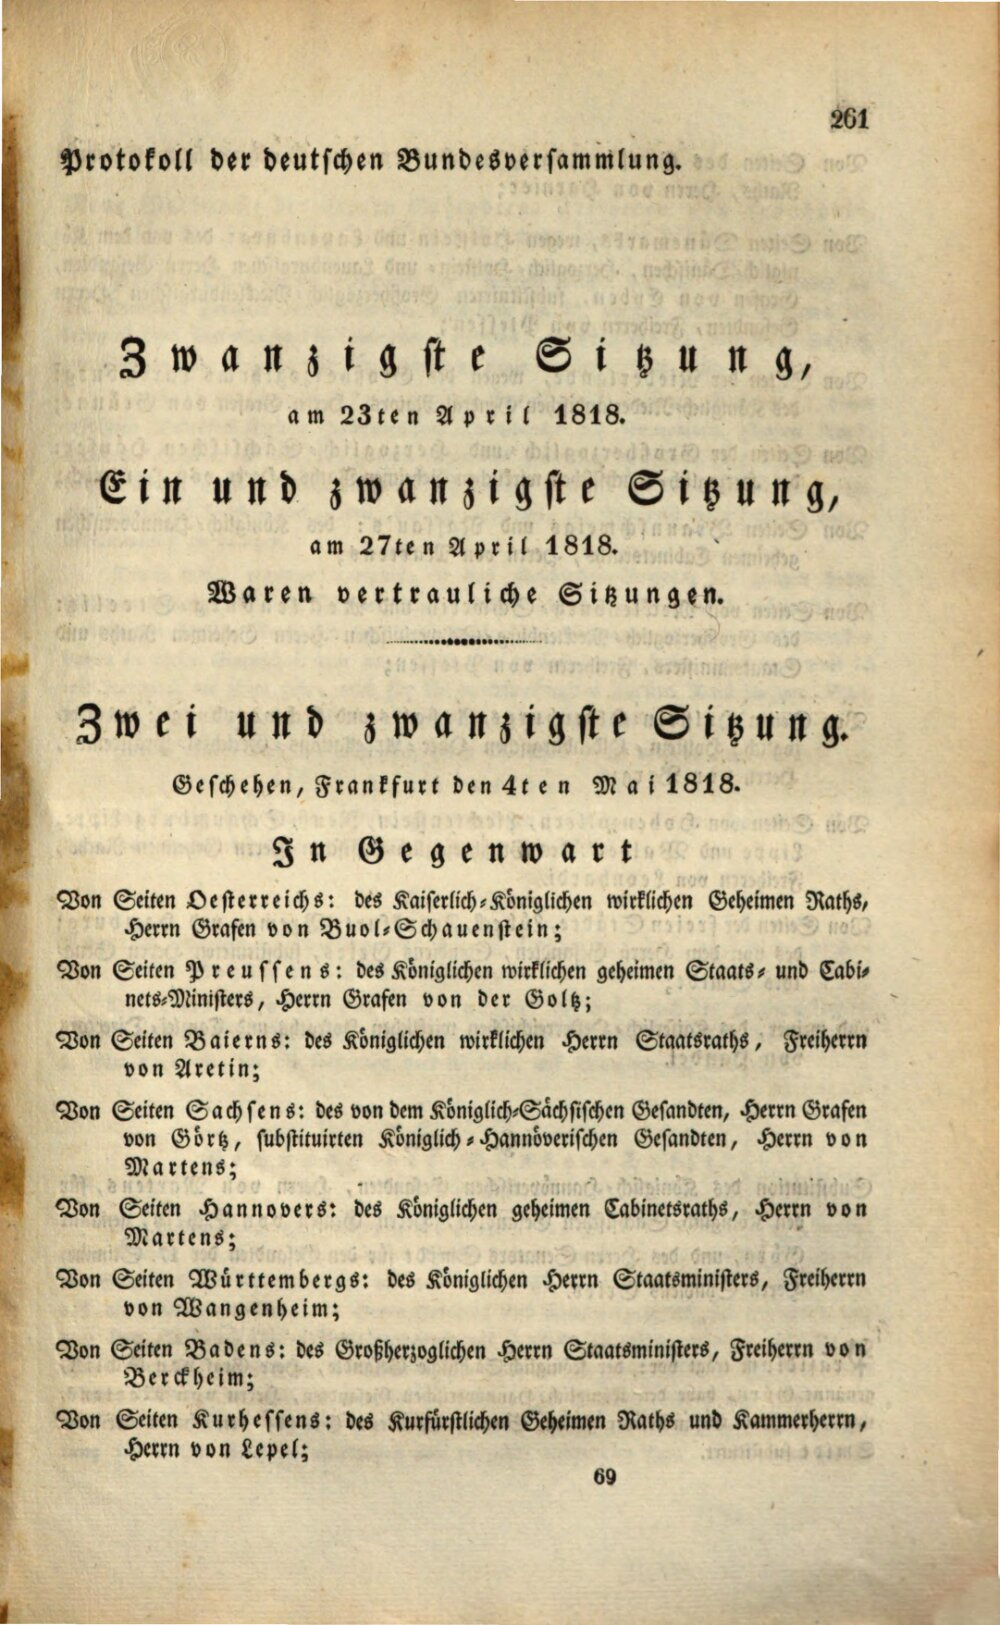 261
Protokoll der deutschen Bundesversammlung.
Zwanzigste Sitzung,
am 23ten April 1818.
Ein und zwanzigste Sitzung,
am 27ten April 1818.
Waren vertrauliche Sitzungen.
Zwei und zwanzigste Sitzung.
Geschehen, Frankfurt den 4ten Mai 1818.
In Gegenwart
Von Seiten Oesterreichs: des Kaiserlich-Königlichen wirklichen Geheimen Raths,
Herrn Grafen von Buol-Schauenstein;
Von Seiten Preussens: des Königlichen wirklichen geheimen Staats- und Cabi-
nets-Ministers, Herrn Grafen von der Goltz;
Von Seiten Baierns: des Königlichen wirklichen Herrn Staatsraths, Freiherrn
von Aretin;
Von Seiten Sachsens: des von dem Königlich-Sächsischen Gesandten, Herrn Grafen
von Görtz, substituirten Königlich-Hannöverischen Gesandten, Herrn von
Martens;
Von Seiten Hannovers: des Königlichen geheimen Cabinetsraths, Herrn von
Martens;
Von Seiten Württembergs: des Königlichen Herrn Staatsministers, Freiherrn
von Wangenheim;
Von Seiten Badens: des Großherzoglichen Herrn Staatsministers, Freiherrn von
Berckheim;
Von Seiten Kurhessens: des Kurfürstlichen Geheimen Raths und Kammerherrn,
Herrn von Lepel;
69